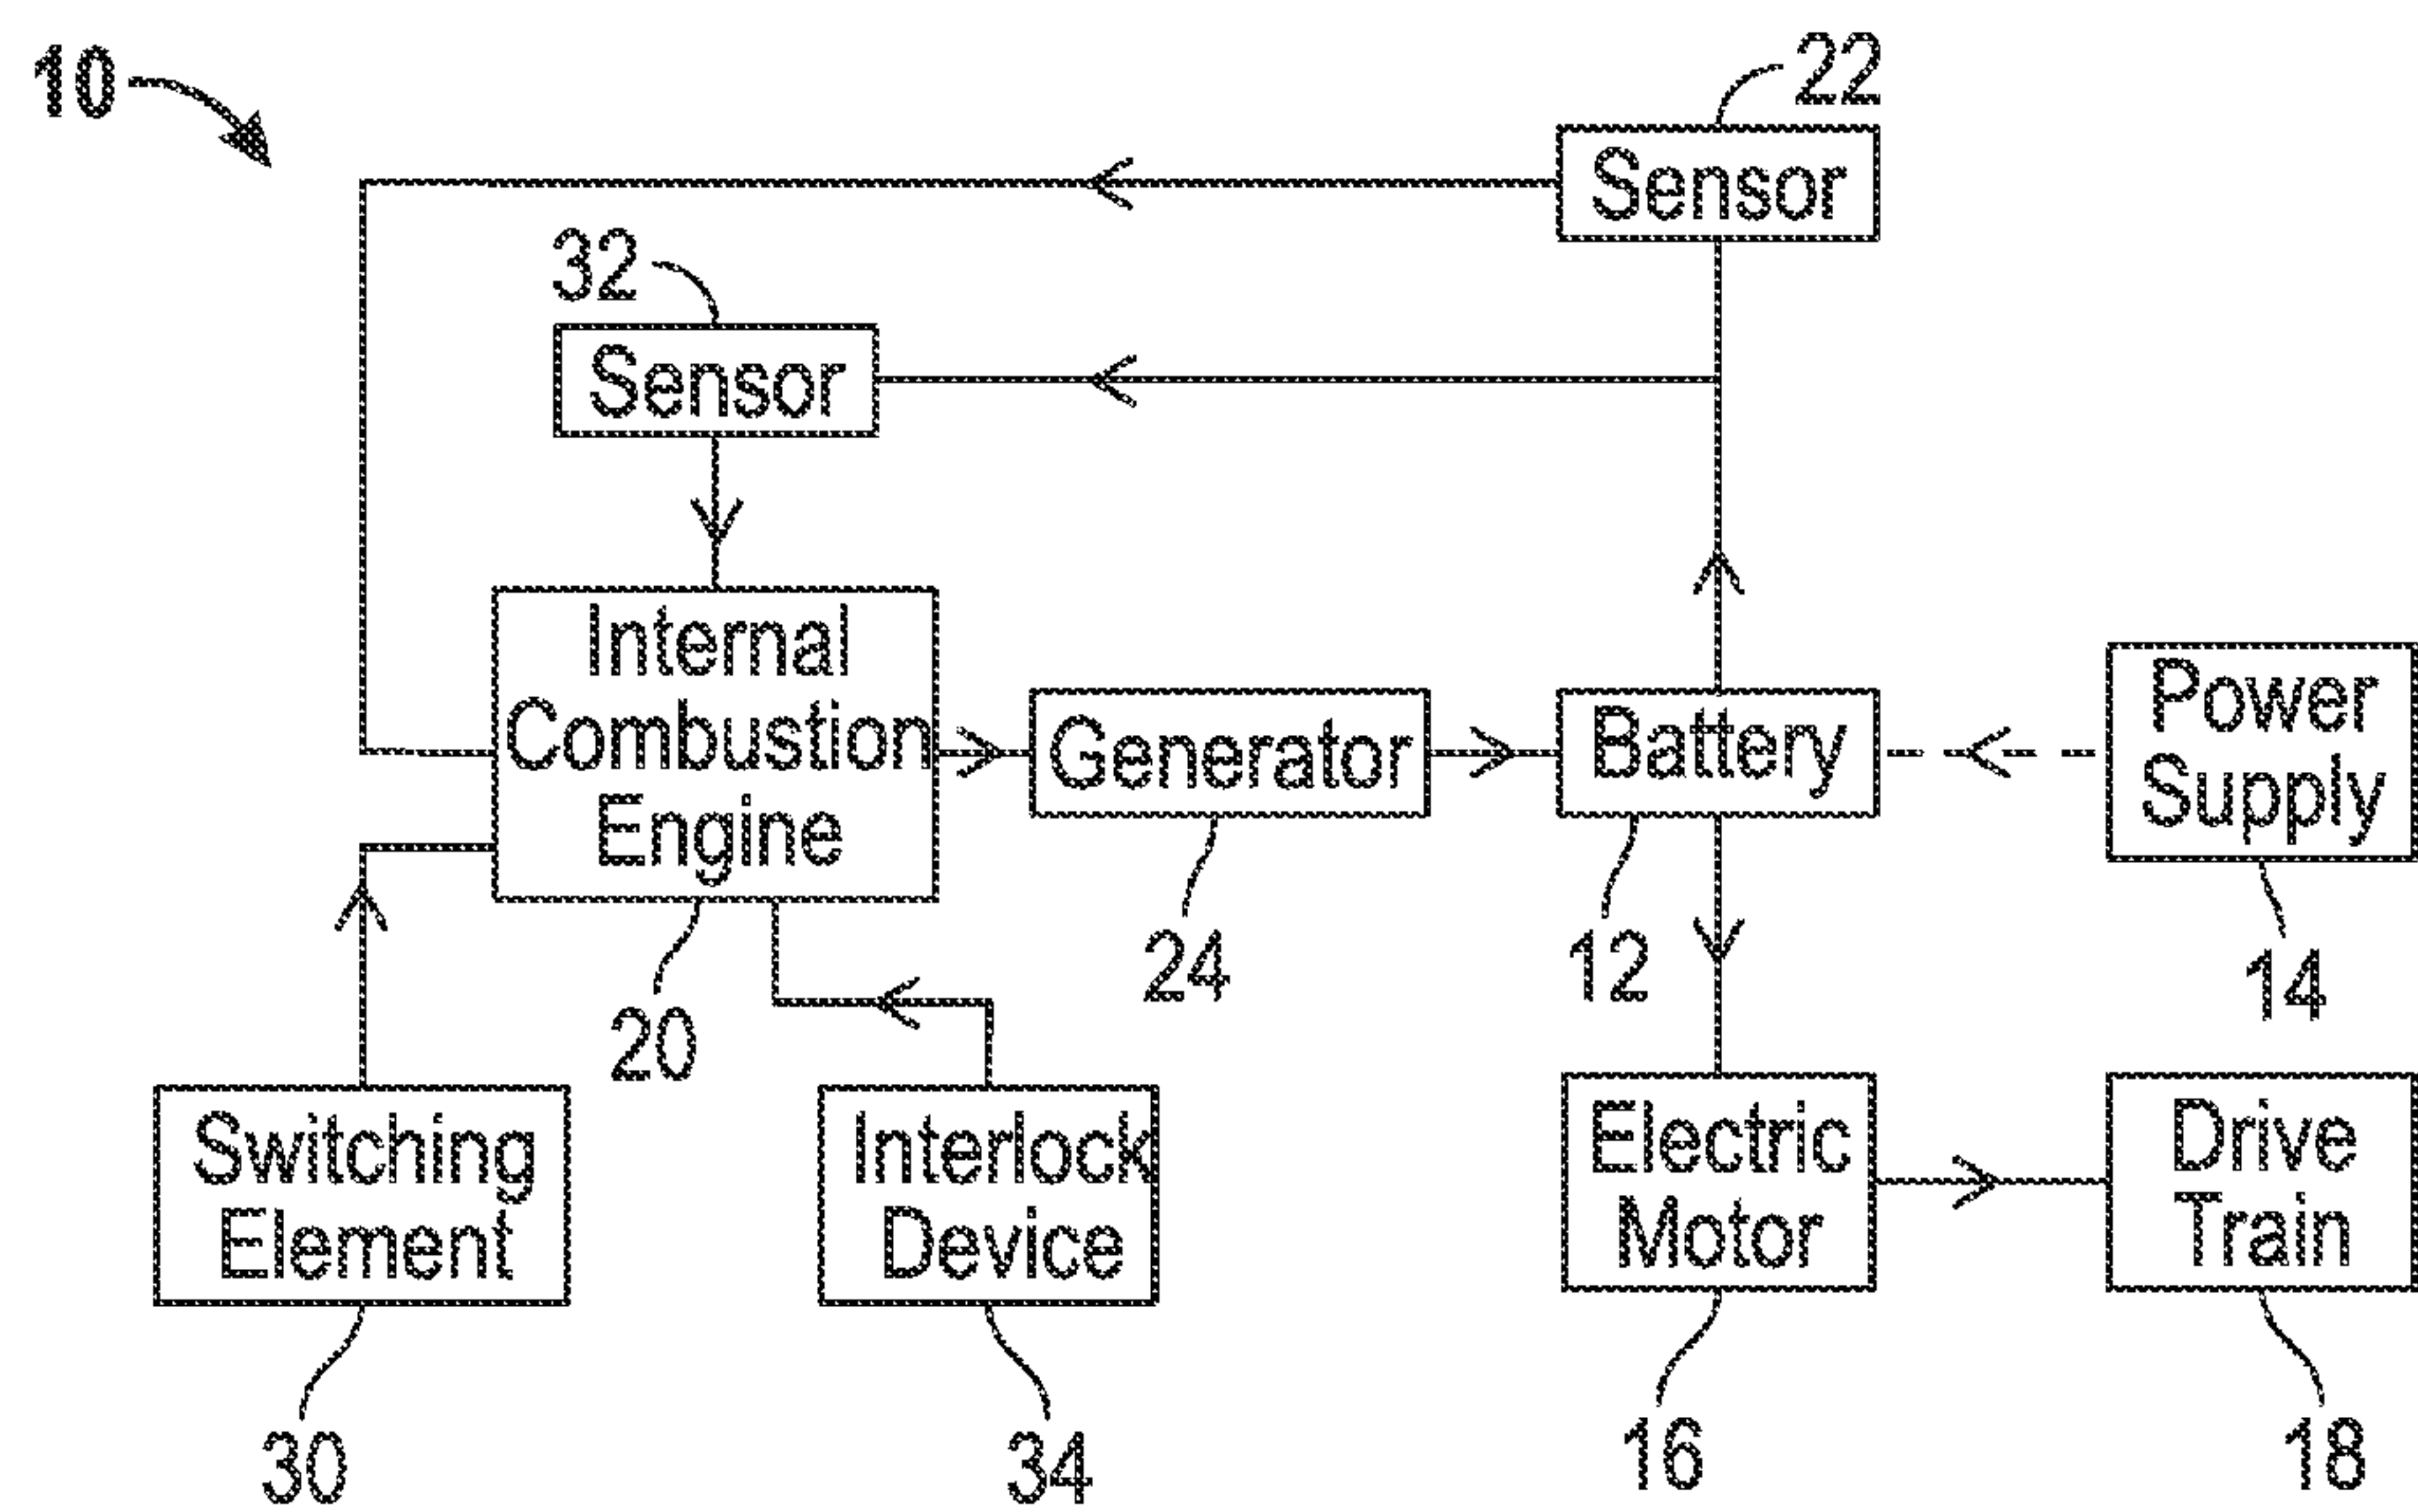 10
22
Sensor
32
Sensor
Internal
Combustion
Engine
Generator
Battery
Power
Supply
24
12
14
20
Switching
Element
Interlock
Device
Electric
Motor
Drive
Train
30
34
16
18